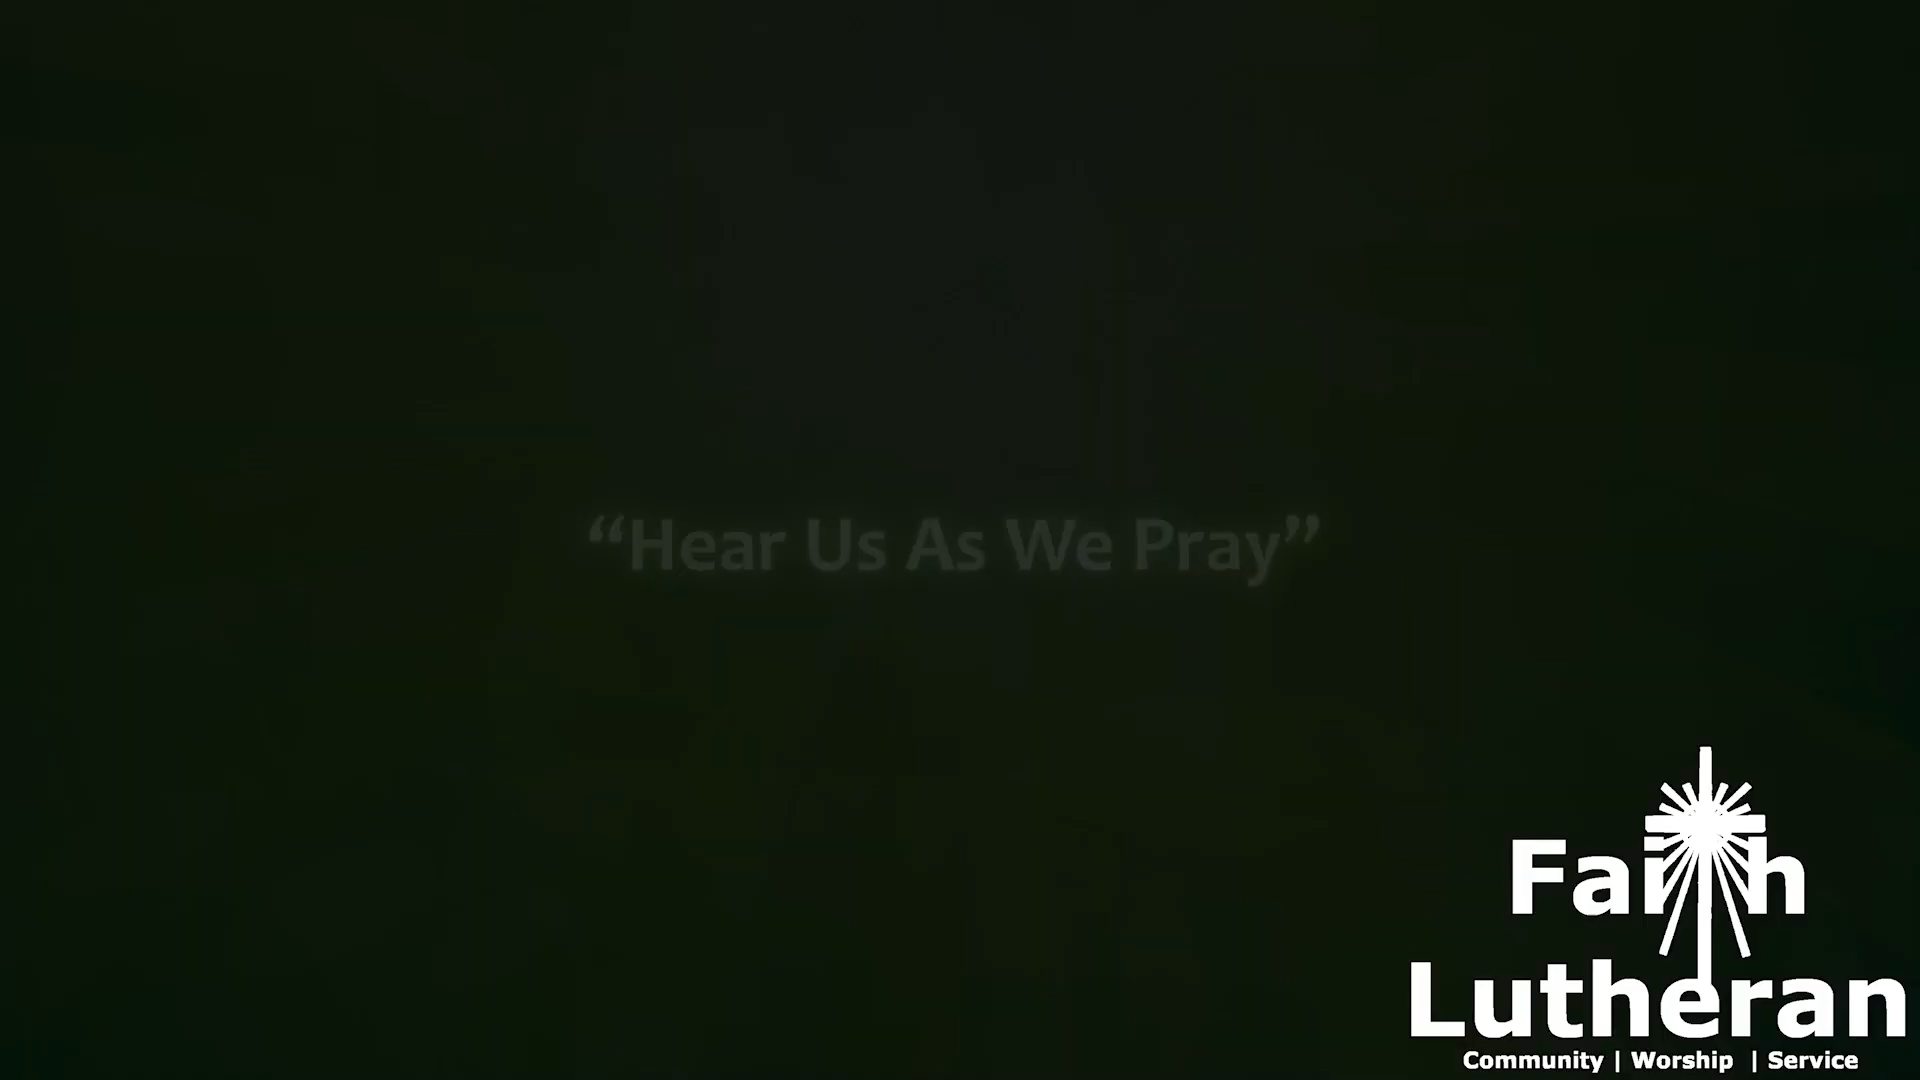 “Hear Us As We Pray”
Faith
Lutheran
Community | Worship | Service